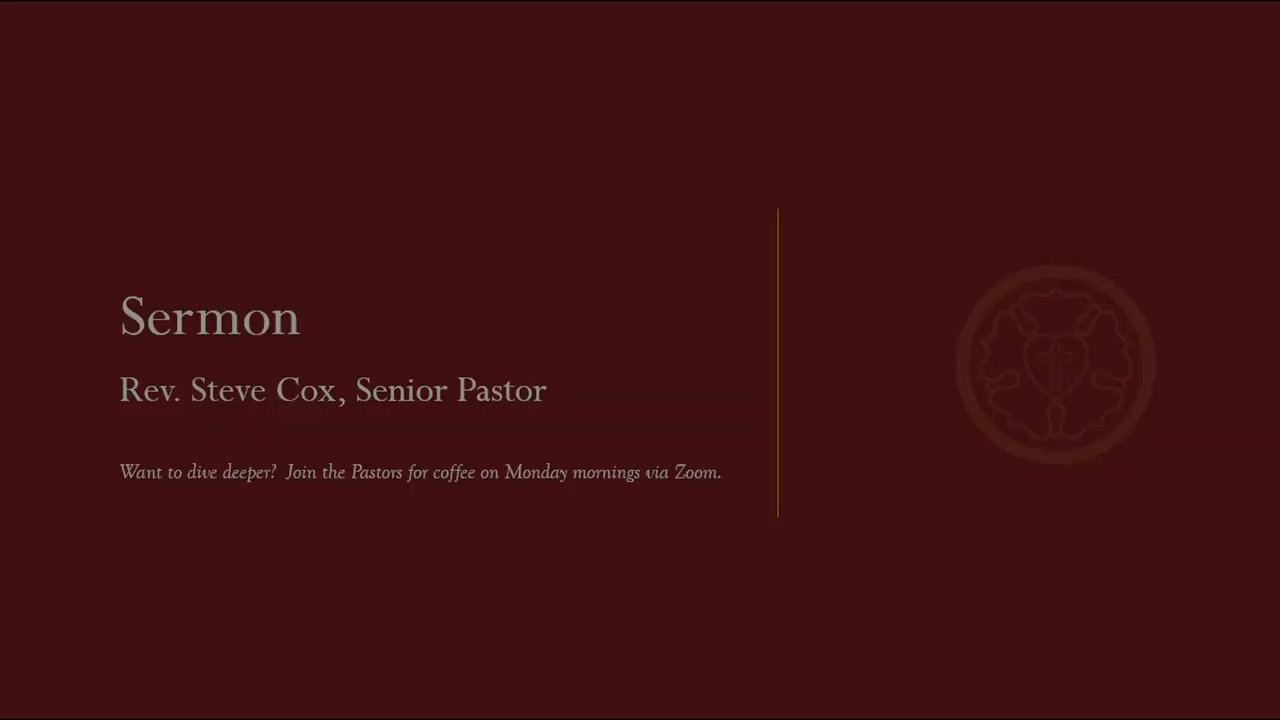 Sermon
Rev. Steve Cox, Senior Pastor
Want to dive deeper? Join the Pastors for coffee on Monday mornings via Zoom.